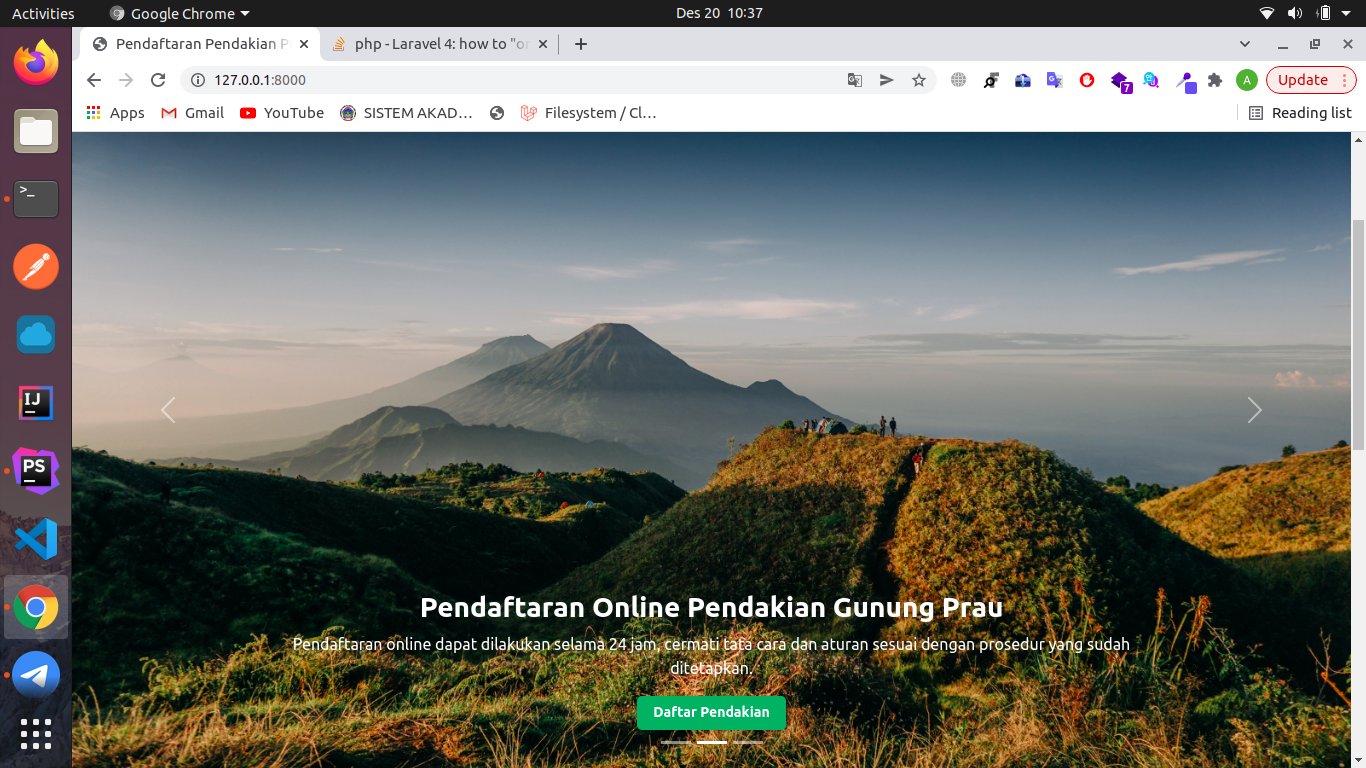 Activities
Google Chrome
Des 20 10:37
Pendaftaran Pendakian P
php - Laravel 4: how to "or
127.0.0.1:8000
7
A
Update
Apps
Gmail
YouTube
SISTEM AKAD…
Filesystem / Cl…
Reading list
>_
IJ
PS
Pendaftaran Online Pendakian Gunung Prau
Pendaftaran online dapat dilakukan selama 24 jam, cermati tata cara dan aturan sesuai dengan prosedur yang sudah
ditetapkan.
Daftar Pendakian